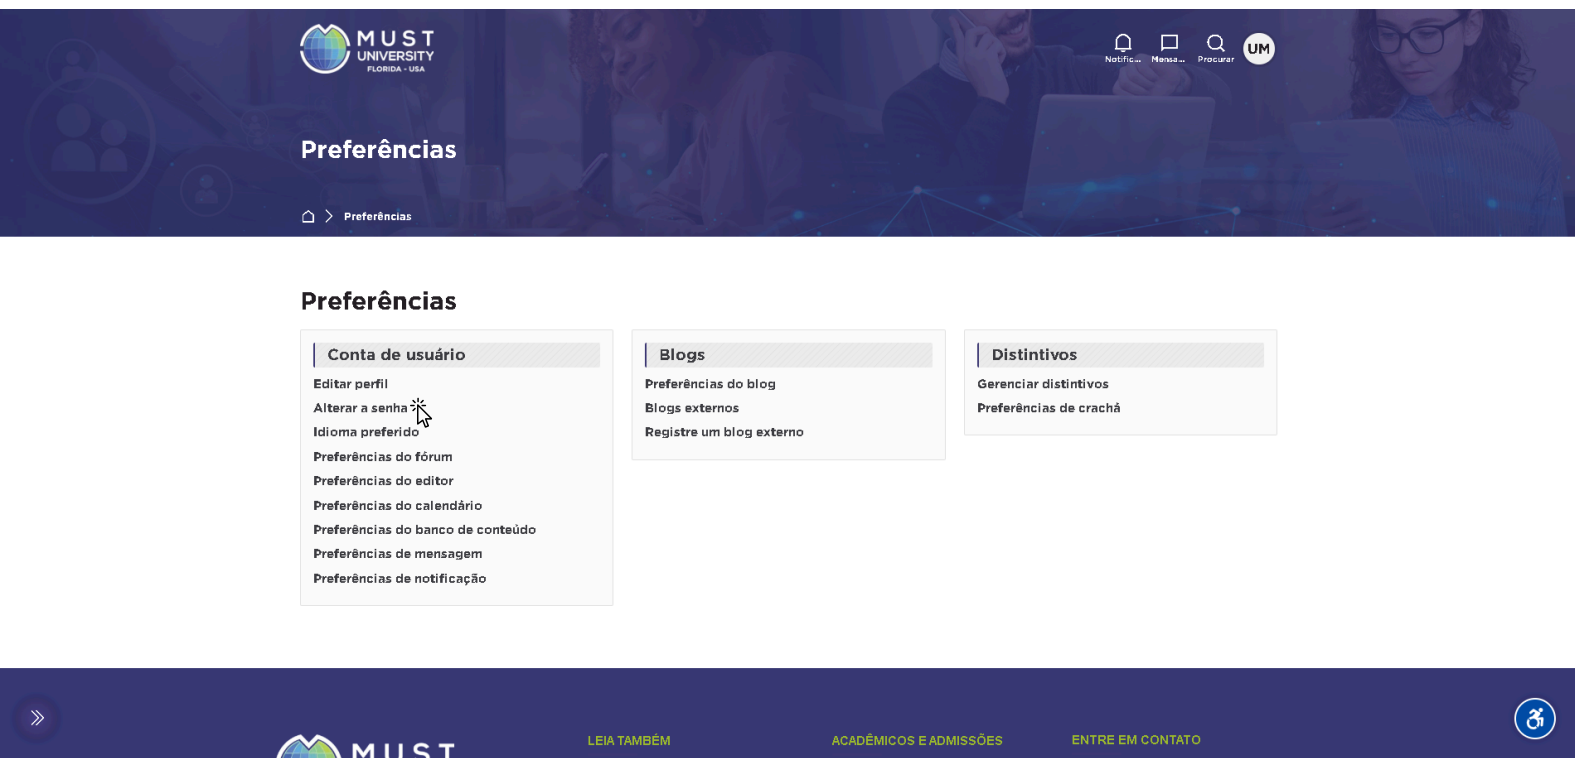 MUST
UNIVERSITY
FLORIDA - USA
Notific...
Mensa...
Procurar
UM
Preferências
Preferências
Preferências
Conta de usuário
Editar perfil
Alterar a senha
Idioma preferido
Preferências do fórum
Preferências do editor
Preferências do calendário
Preferências do banco de conteúdo
Preferências de mensagem
Preferências de notificação
Blogs
Preferências do blog
Blogs externos
Registre um blog externo
Distintivos
Gerenciar distintivos
Preferências de crachá
MUST
LEIA TAMBÉM
ACADÊMICOS E ADMISSÕES
ENTRE EM CONTATO